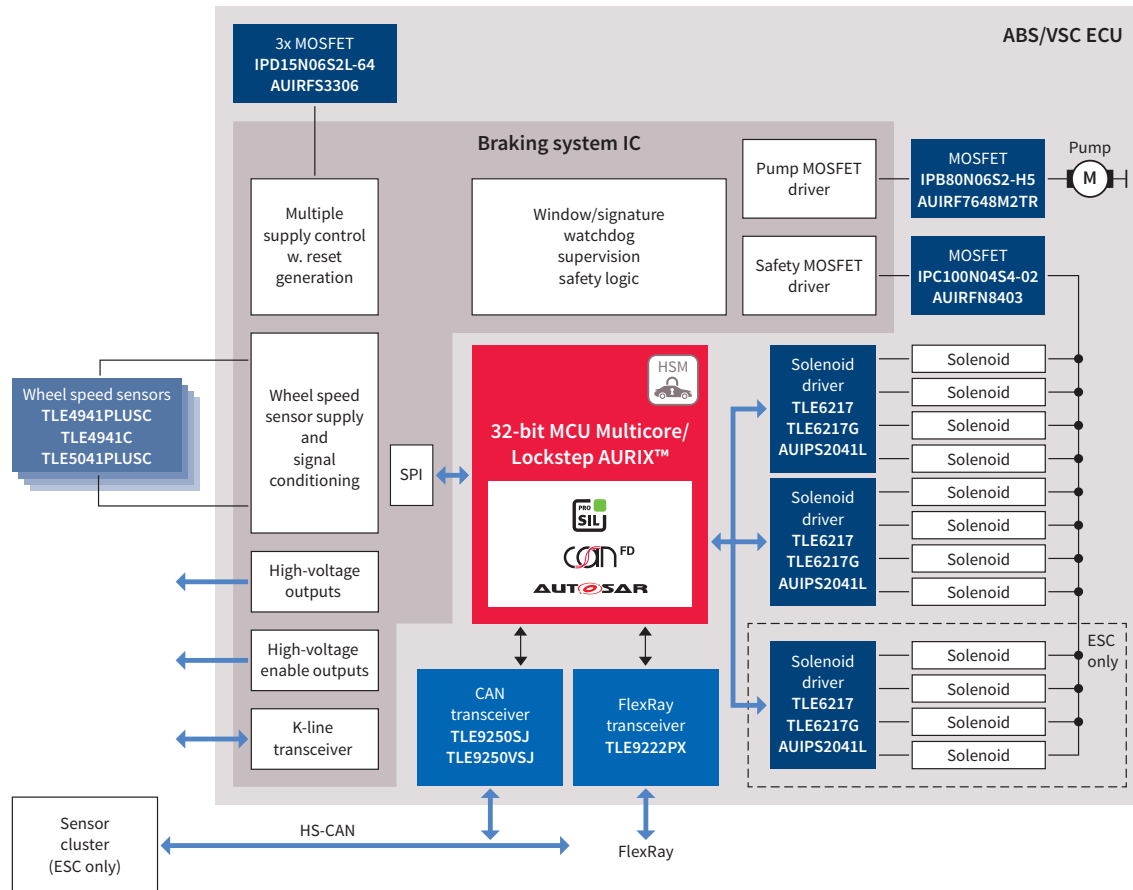 ABS/VSC ECU
3x MOSFET
IPD15N06S2L-64
AUIRFS3306
Braking system IC
Multiple
supply control
w. reset
generation
Window/signature
watchdog
supervision
safety logic
Pump MOSFET
driver
MOSFET
IPB80N06S2-H5
AUIRF7648M2TR
Pump
M
Safety MOSFET
driver
MOSFET
IPC100N04S4-02
AUIRFN8403
Wheel speed sensors
TLE4941PLUSC
TLE4941C
TLE5041PLUSC
Wheel speed
sensor supply
and
signal
conditioning
SPI
HSM
32-bit MCU Multicore/
Lockstep AURIX™
PRO
SIL
CAN FD
AUTOSAR
Solenoid
driver
TLE6217
TLE6217G
AUIPS2041L
Solenoid
Solenoid
Solenoid
Solenoid
Solenoid
driver
TLE6217
TLE6217G
AUIPS2041L
Solenoid
Solenoid
Solenoid
Solenoid
ESC
only
Solenoid
driver
TLE6217
TLE6217G
AUIPS2041L
Solenoid
Solenoid
Solenoid
Solenoid
High-voltage
outputs
High-voltage
enable outputs
K-line
transceiver
CAN
transceiver
TLE9250SJ
TLE9250VSJ
FlexRay
transceiver
TLE9222PX
Sensor
cluster
(ESC only)
HS-CAN
FlexRay